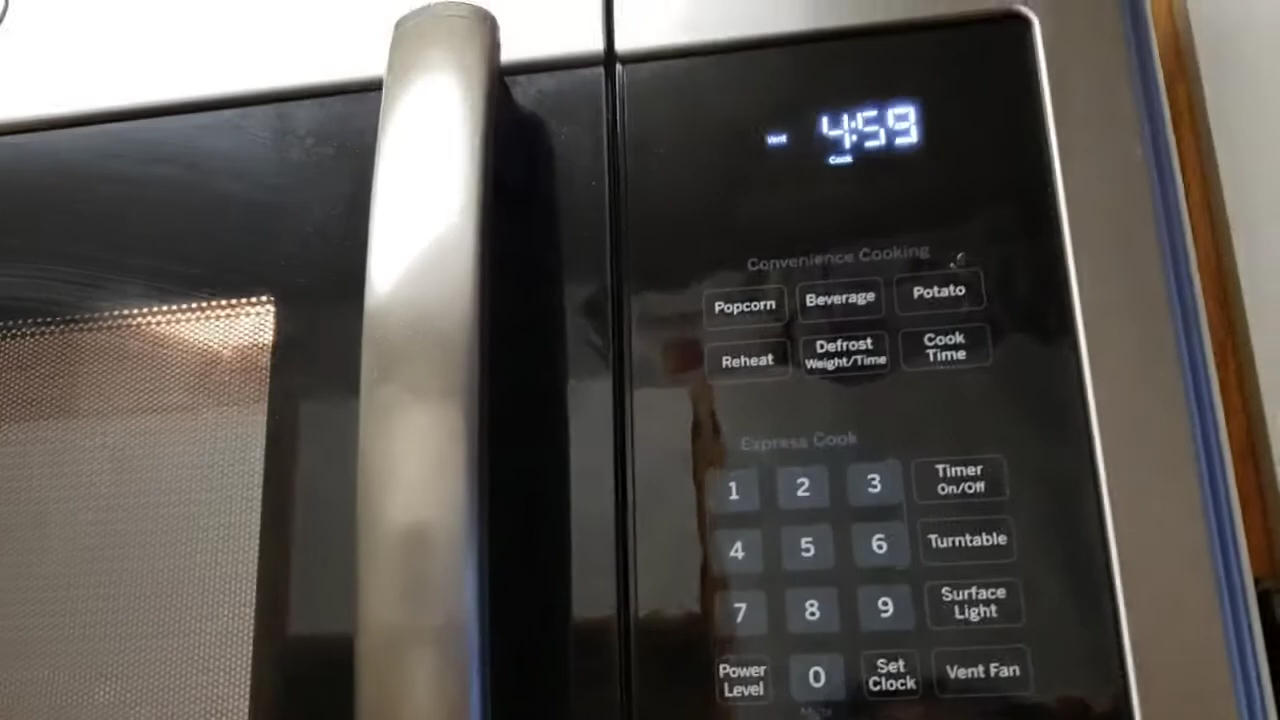 Vent 4:59
Cook
Convenience Cooking
Popcorn Beverage Potato
Reheat Defrost Weight/Time Cook Time
Express Cook
1 2 3 Timer On/Off
4 5 6 Turntable
7 8 9 Surface Light
Power Level 0 Set Clock Vent Fan
Mute